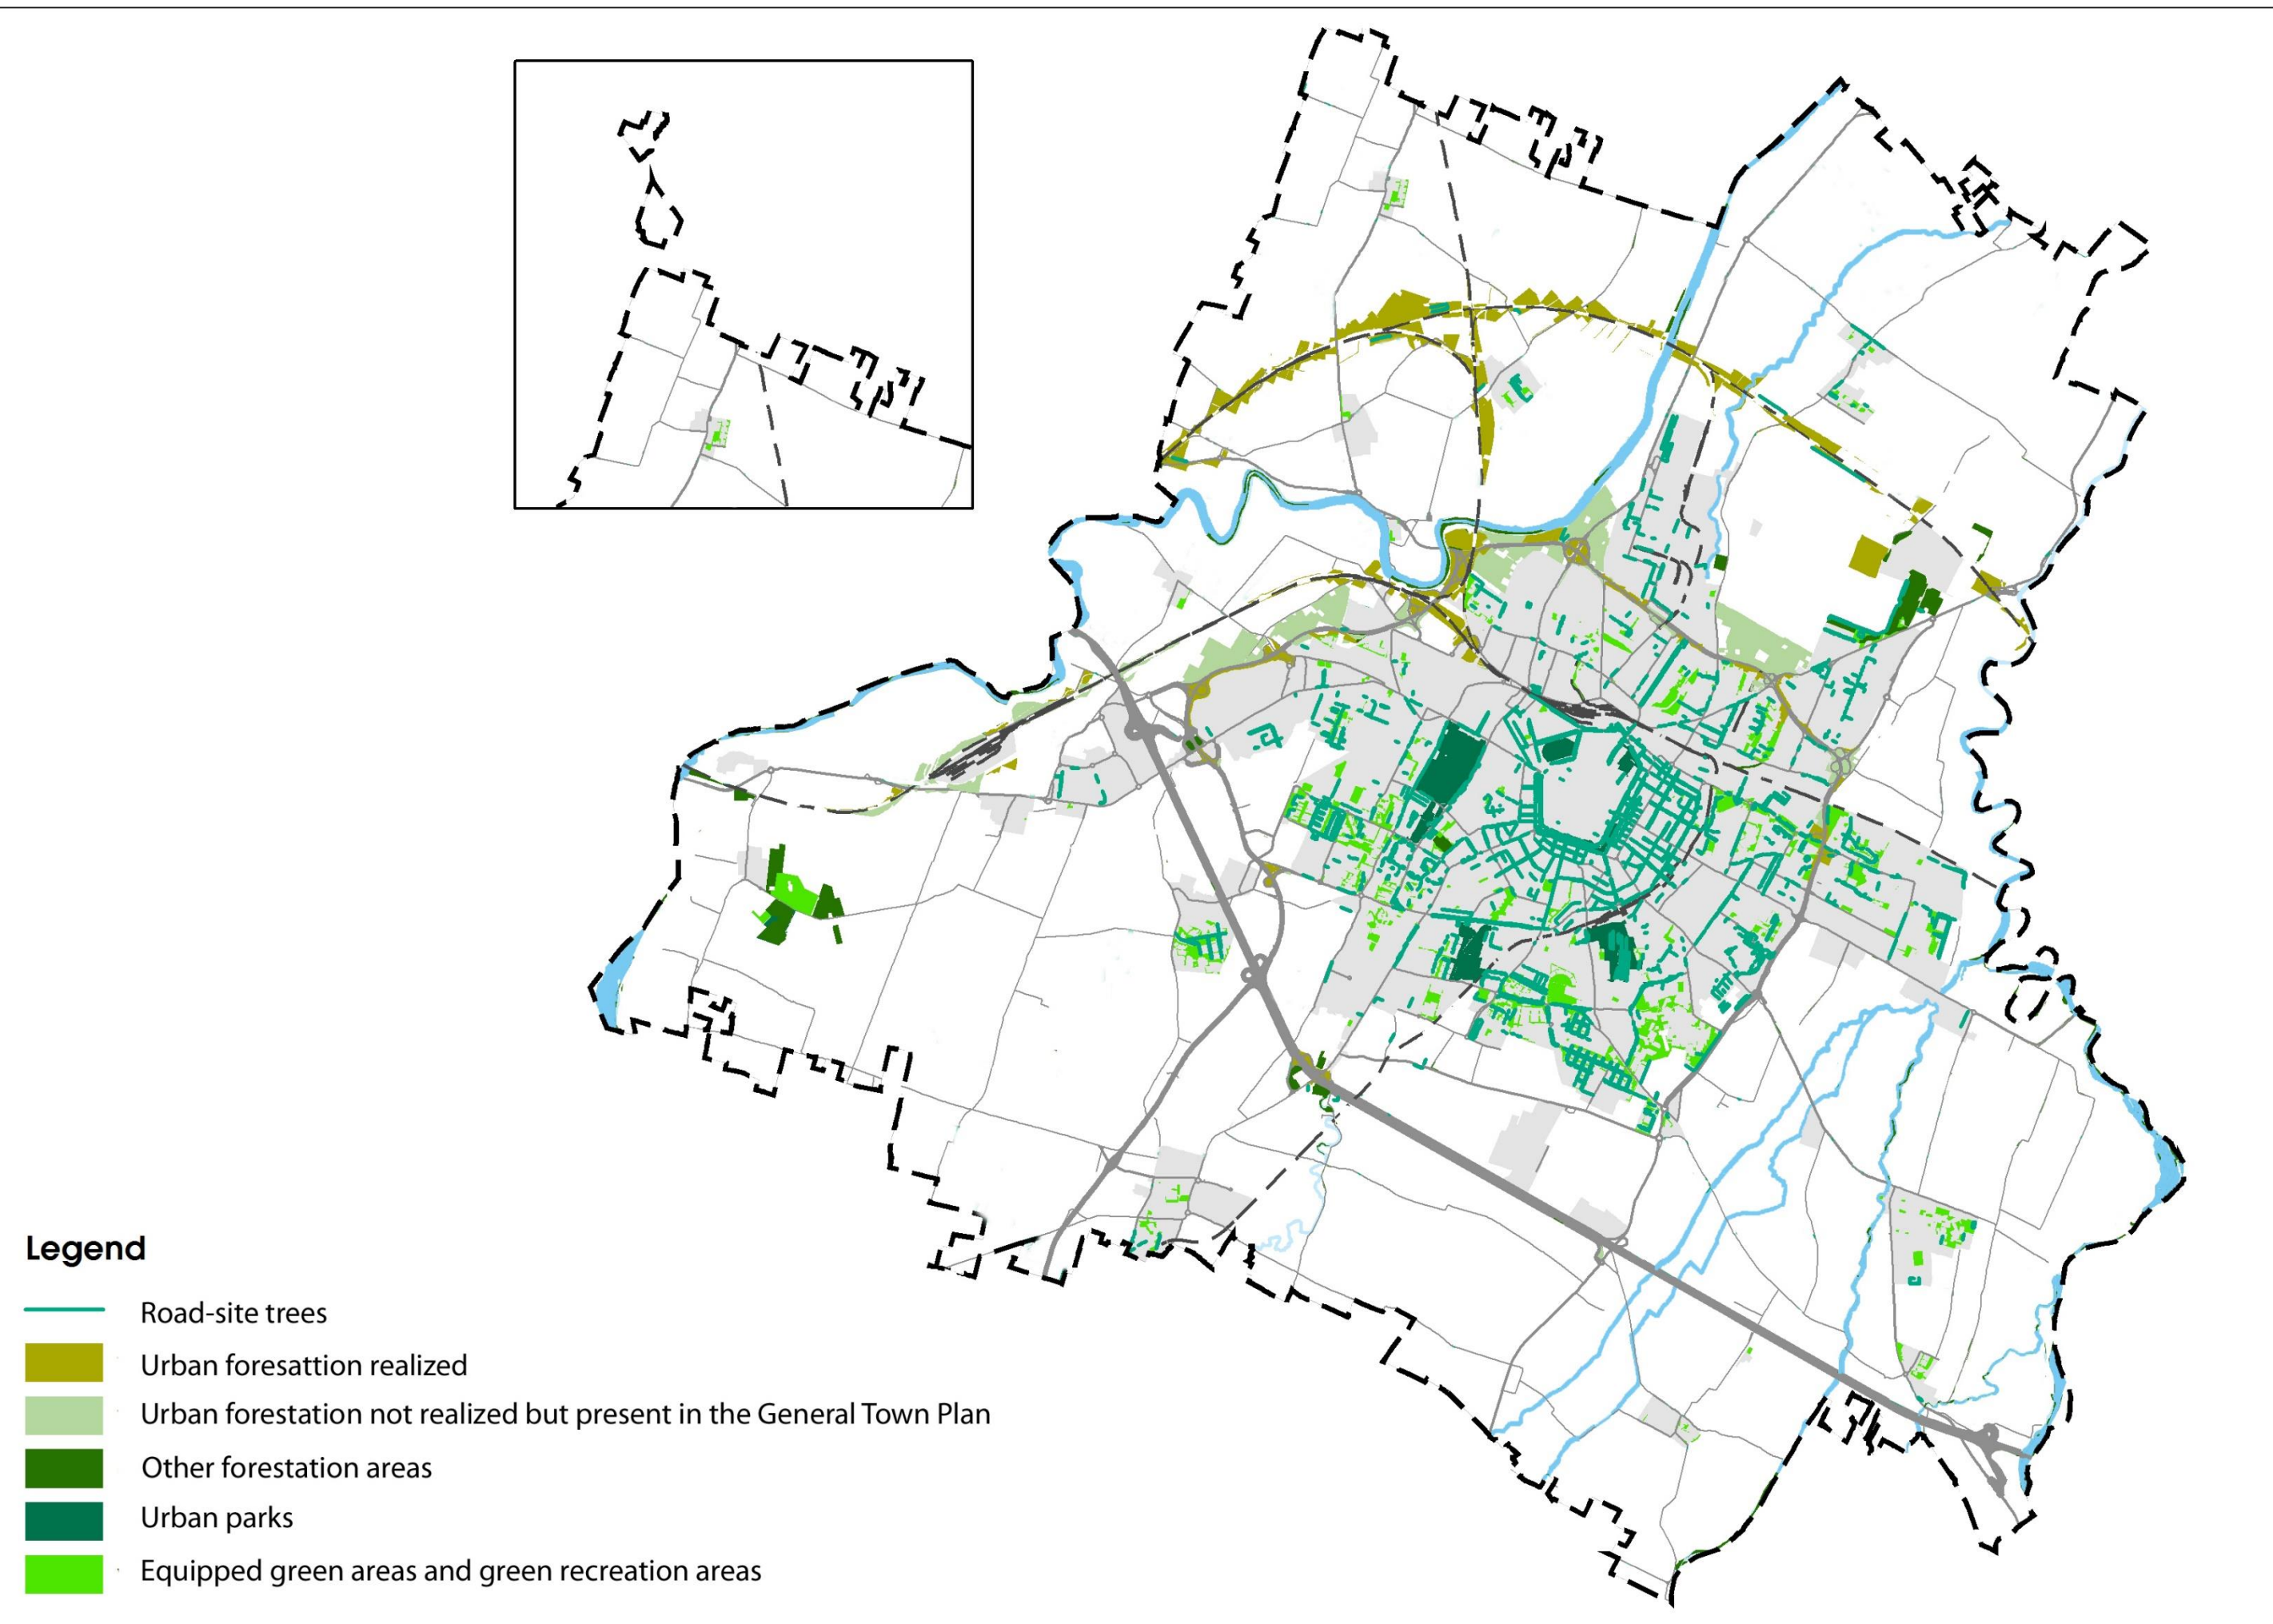 Legend
Road-site trees
Urban foresattion realized
Urban forestation not realized but present in the General Town Plan
Other forestation areas
Urban parks
Equipped green areas and green recreation areas